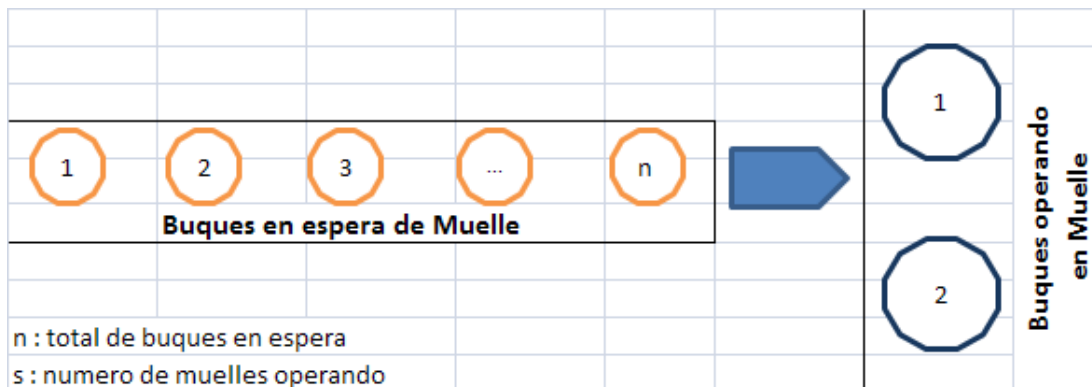 1
2
3
...
n
Buques en espera de Muelle
n : total de buques en espera
s : numero de muelles operando
1
2
Buques operando
en Muelle